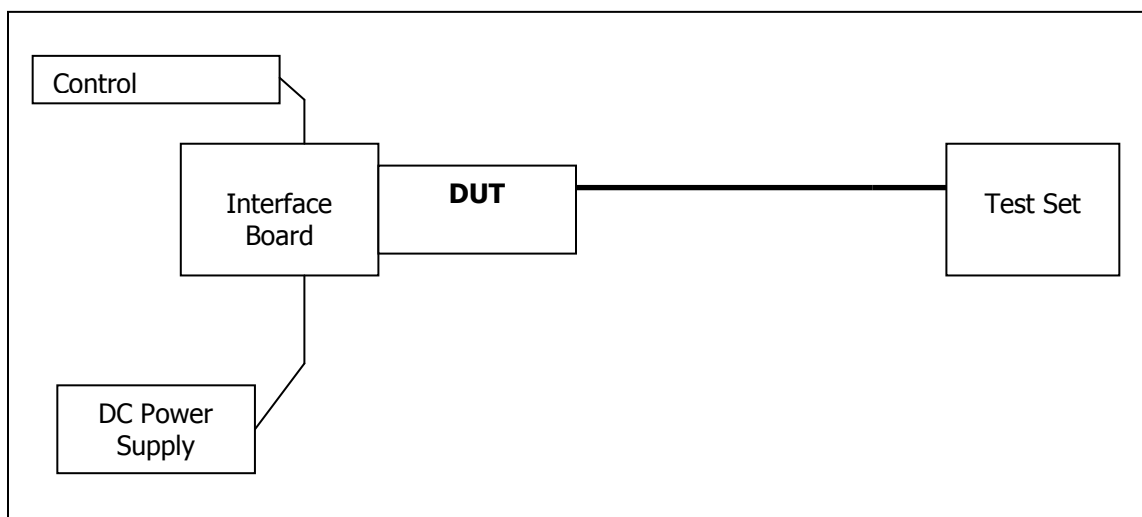 Control
Interface
Board
DUT
Test Set
DC Power
Supply